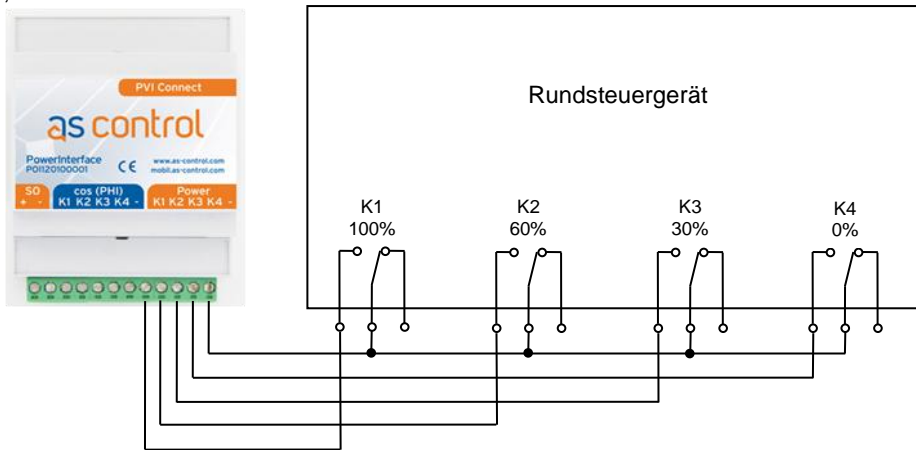 PVI Connect
as control
PowerInterface
POI120100001
CE
www.as-control.com
mobil.as-control.com
SO
+ -
cos (PHI)
K1 K2 K3 K4 -
Power
K1 K2 K3 K4 -
Rundsteuergerät
K1
100%
K2
60%
K3
30%
K4
0%